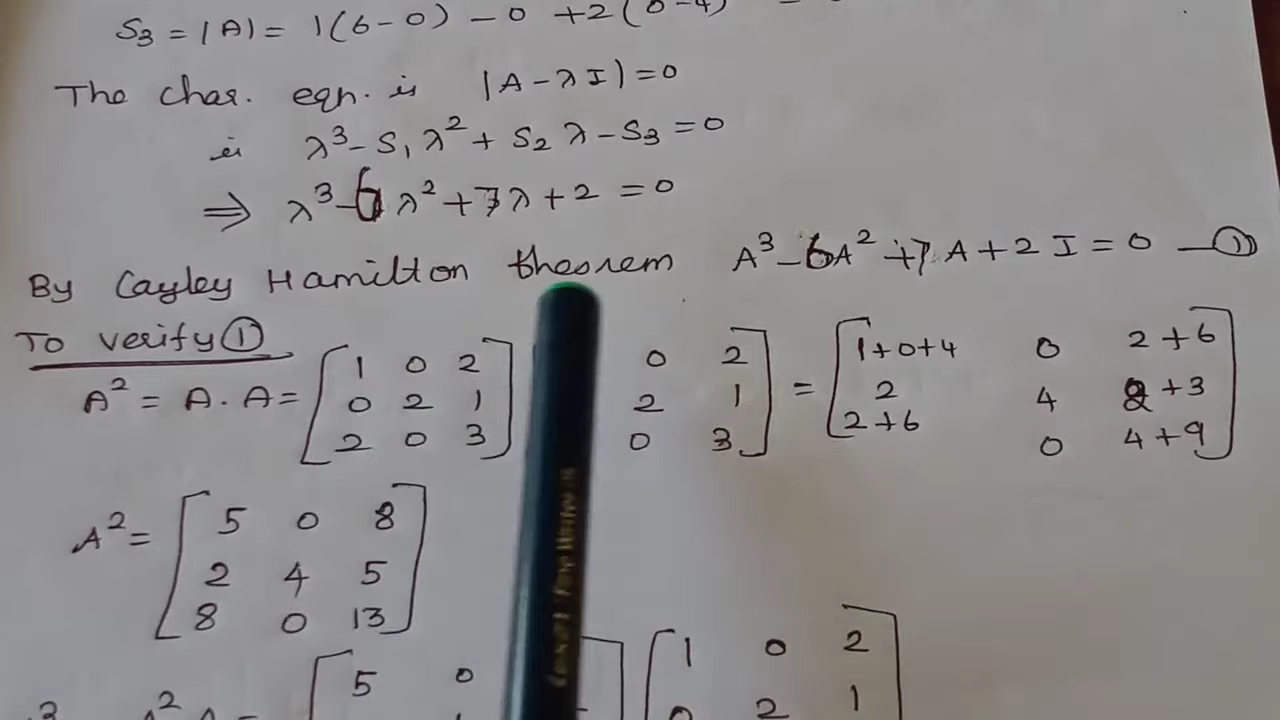 S₃ = |A| = 1(6-0) - 0 + 2(0-4)
The char. eqn. is |A-λI| = 0
ie λ³ - S₁λ² + S₂λ - S₃ = 0
⇒ λ³ - 6λ² + 7λ + 2 = 0
By Cayley Hamilton theorem A³ - 6A² + 7A + 2I = 0 — ①
To verify ①
A² = A . A = [1 0 2 0 2 = [1+0+4 0 2+6
0 2 1 2 1 2 4 2+3
2 0 3] 0 3] 2+6 0 4+9]
A² = [5 0 8
2 4 5
8 0 13]
5 0 1 0 2
2 1